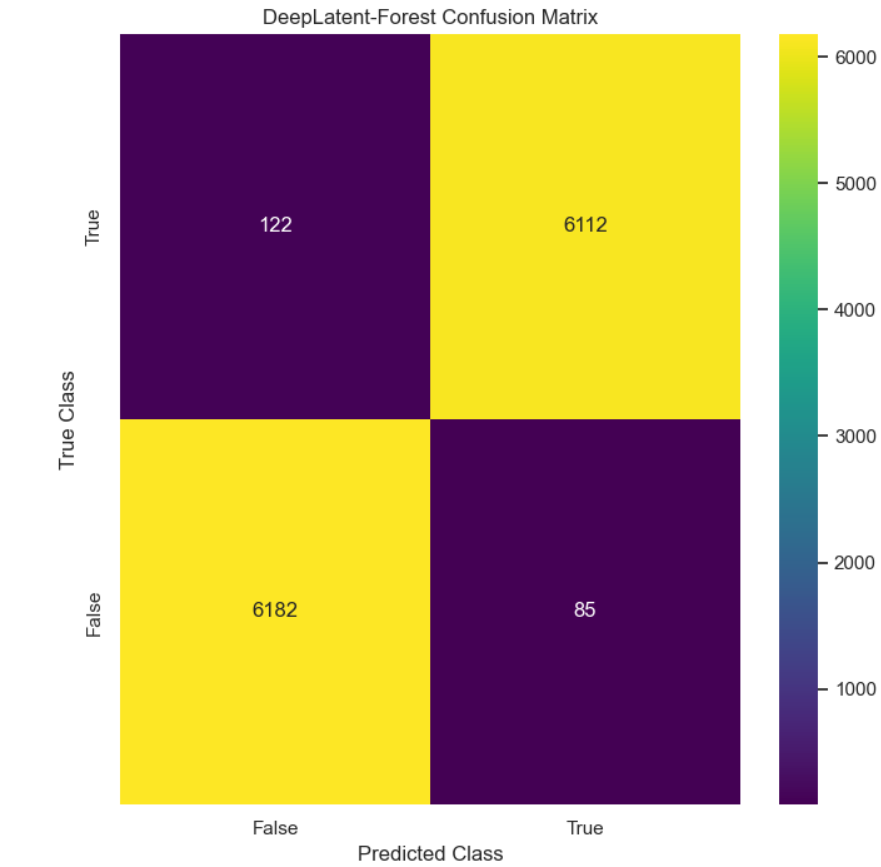 DeepLatent-Forest Confusion Matrix
6000
5000
4000
3000
2000
1000
True Class
True
False
122
6112
6182
85
False
True
Predicted Class